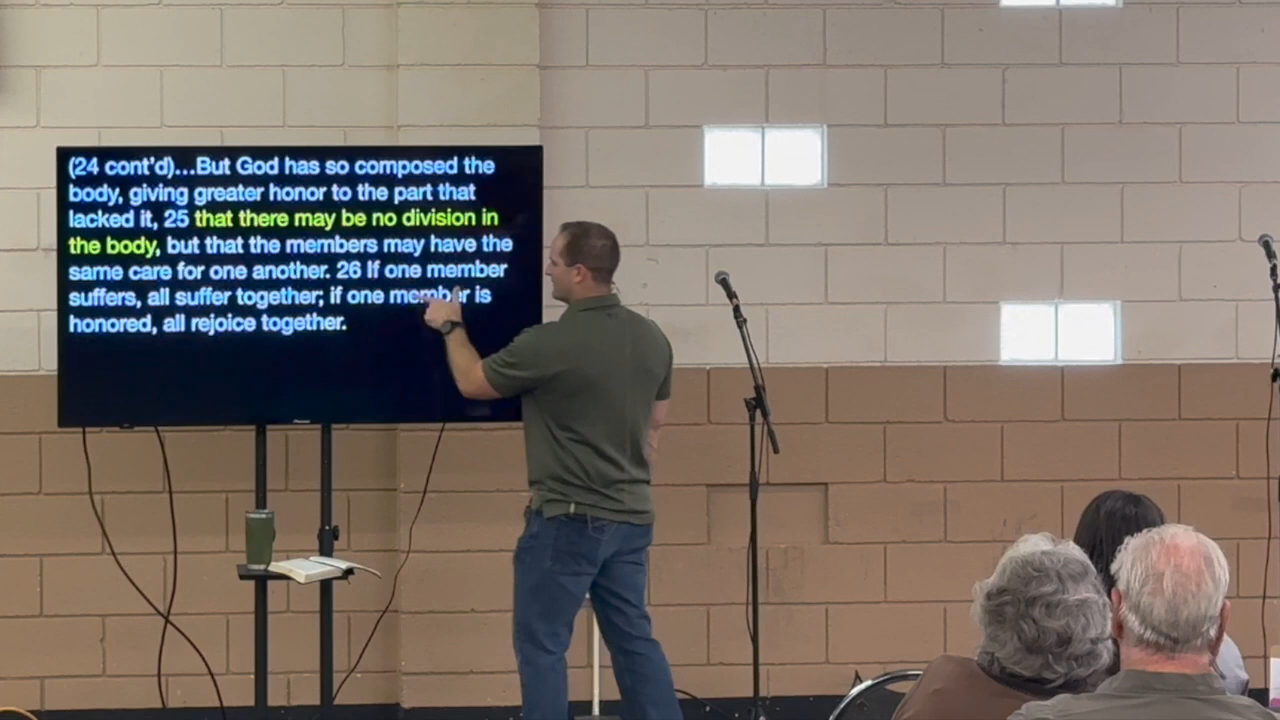 (24 cont'd)...But God has so composed the
body, giving greater honor to the part that
lacked it, 25 that there may be no division in
the body, but that the members may have the
same care for one another. 26 If one member
suffers, all suffer together; if one member is
honored, all rejoice together.